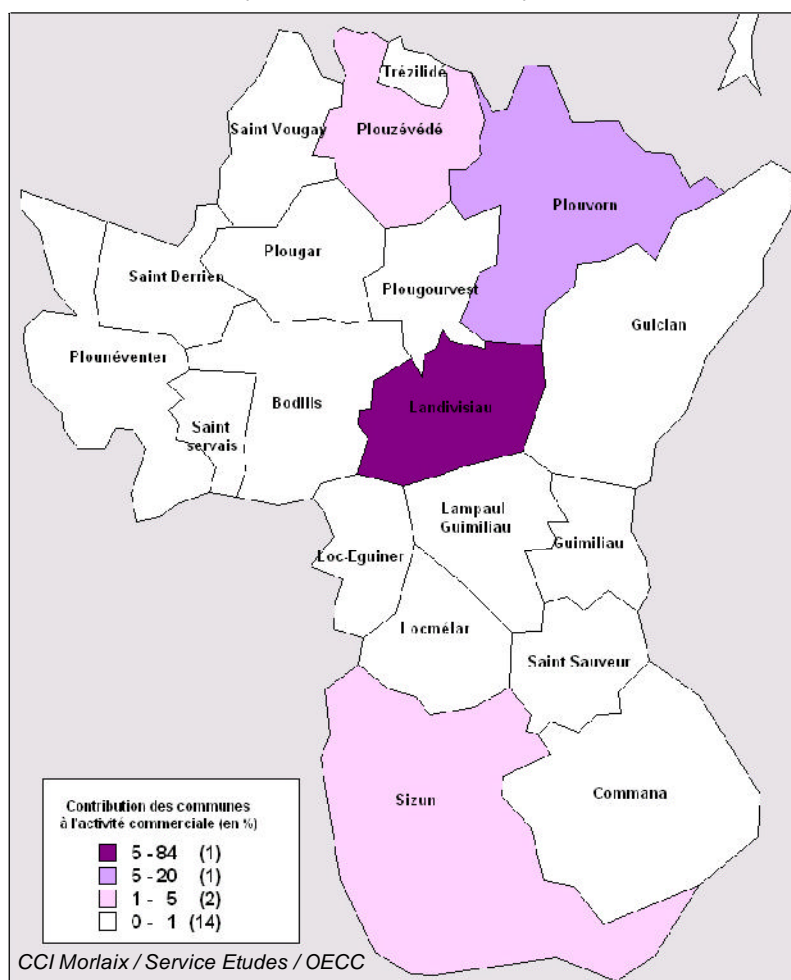 Trézilidé
Saint Vougay
Plouzévédé
Plouvorn
Plougar
Saint Derrien
Plougourvest
Guiclan
Plounéventer
Bodilis
Landivisiau
Saint
servais
Lampaul
Guimiliau
Loc-Eguiner
Guimiliau
Locmélar
Saint Sauveur
Sizun
Commana
Contribution des communes
à l'activité commerciale (en %)
5 - 84 (1)
5 - 20 (1)
1 - 5 (2)
0 - 1 (14)
CCI Morlaix / Service Etudes / OECC